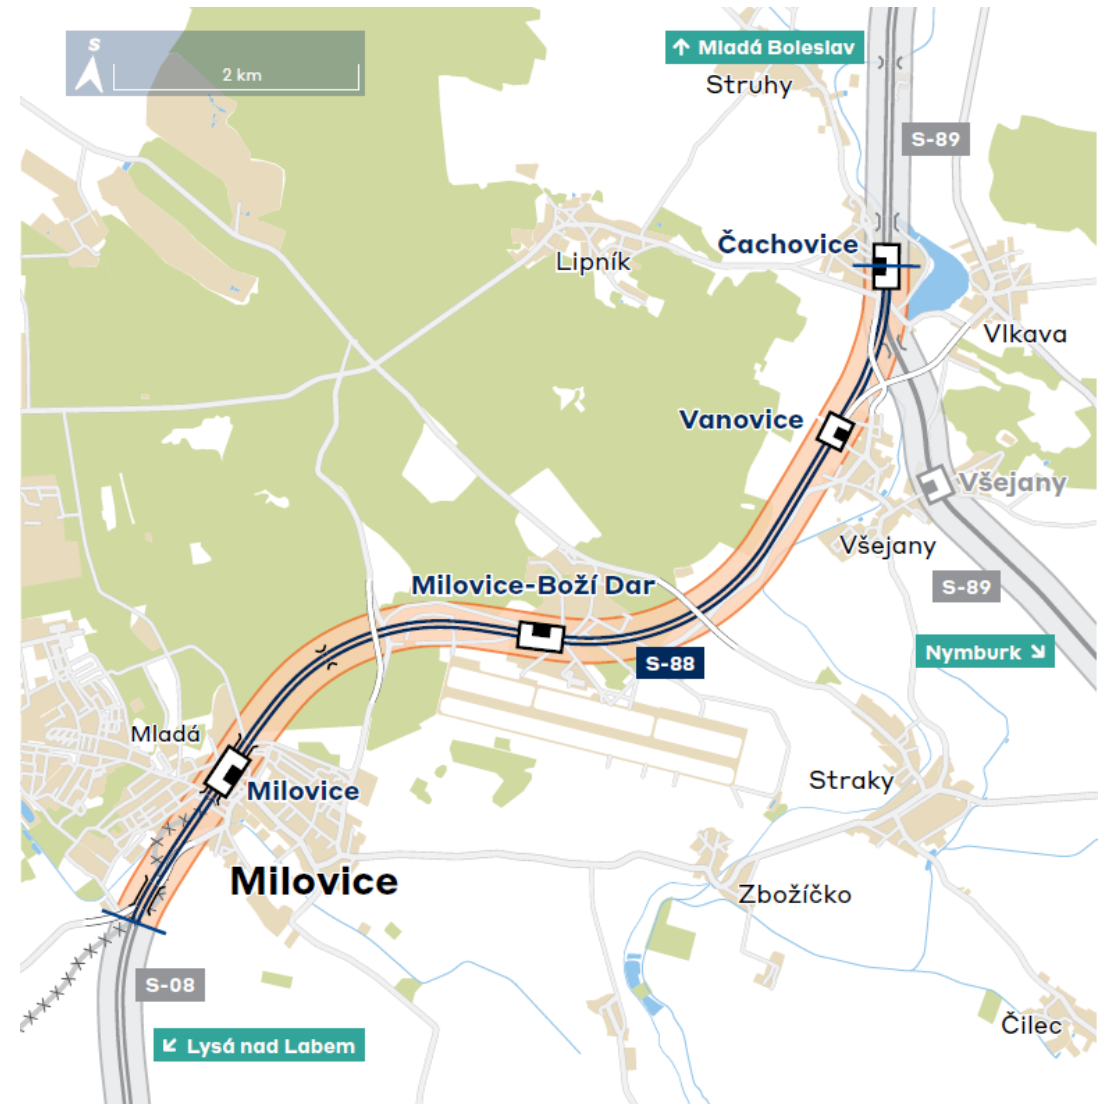 S
2 km
↑ Mladá Boleslav
Struhy
S-89
Čachovice
Lipník
Vlkava
Vanovice
Všejany
Všejany
Milovice-Boží Dar
S-89
Nymburk ↘
S-88
Mladá
Milovice
Straky
Milovice
Zbožíčko
S-08
Čilec
↙ Lysá nad Labem